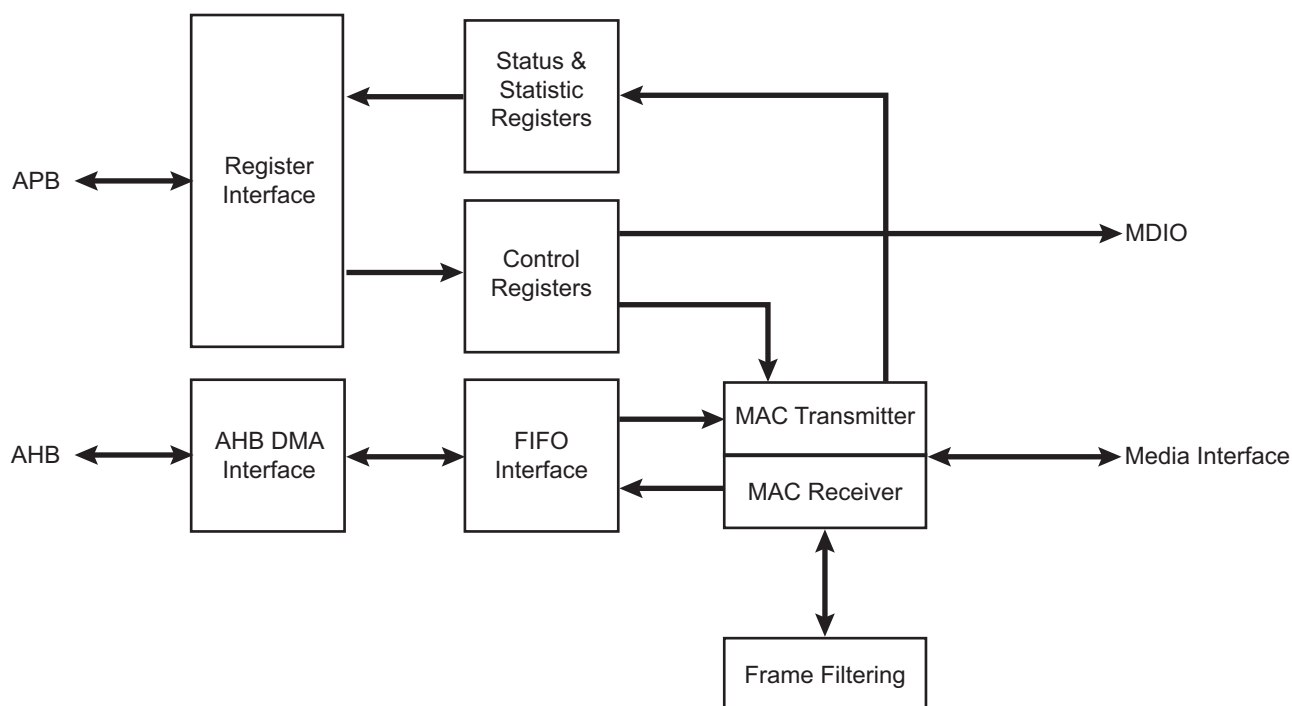 Status &
Statistic
Registers
APB
Register
Interface
MDIO
Control
Registers
MAC Transmitter
AHB
AHB DMA
Interface
FIFO
Interface
Media Interface
MAC Receiver
Frame Filtering